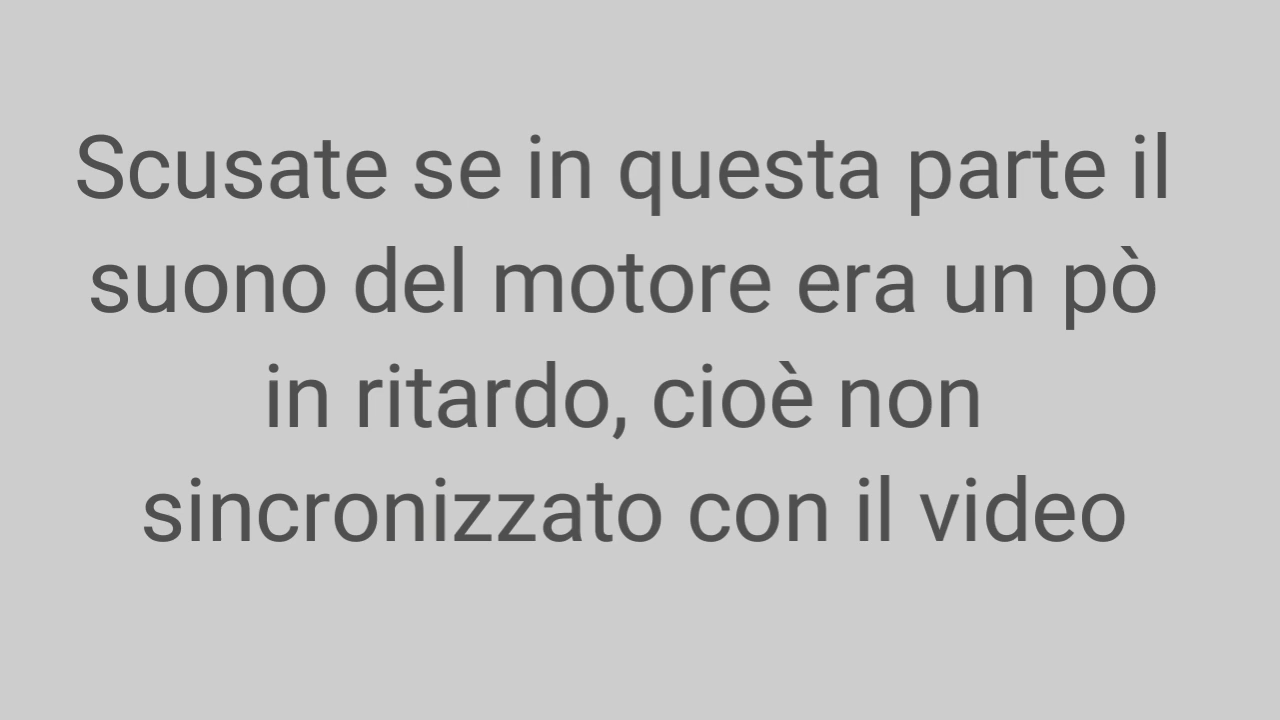 Scusate se in questa parte il
suono del motore era un pò
in ritardo, cioè non
sincronizzato con il video